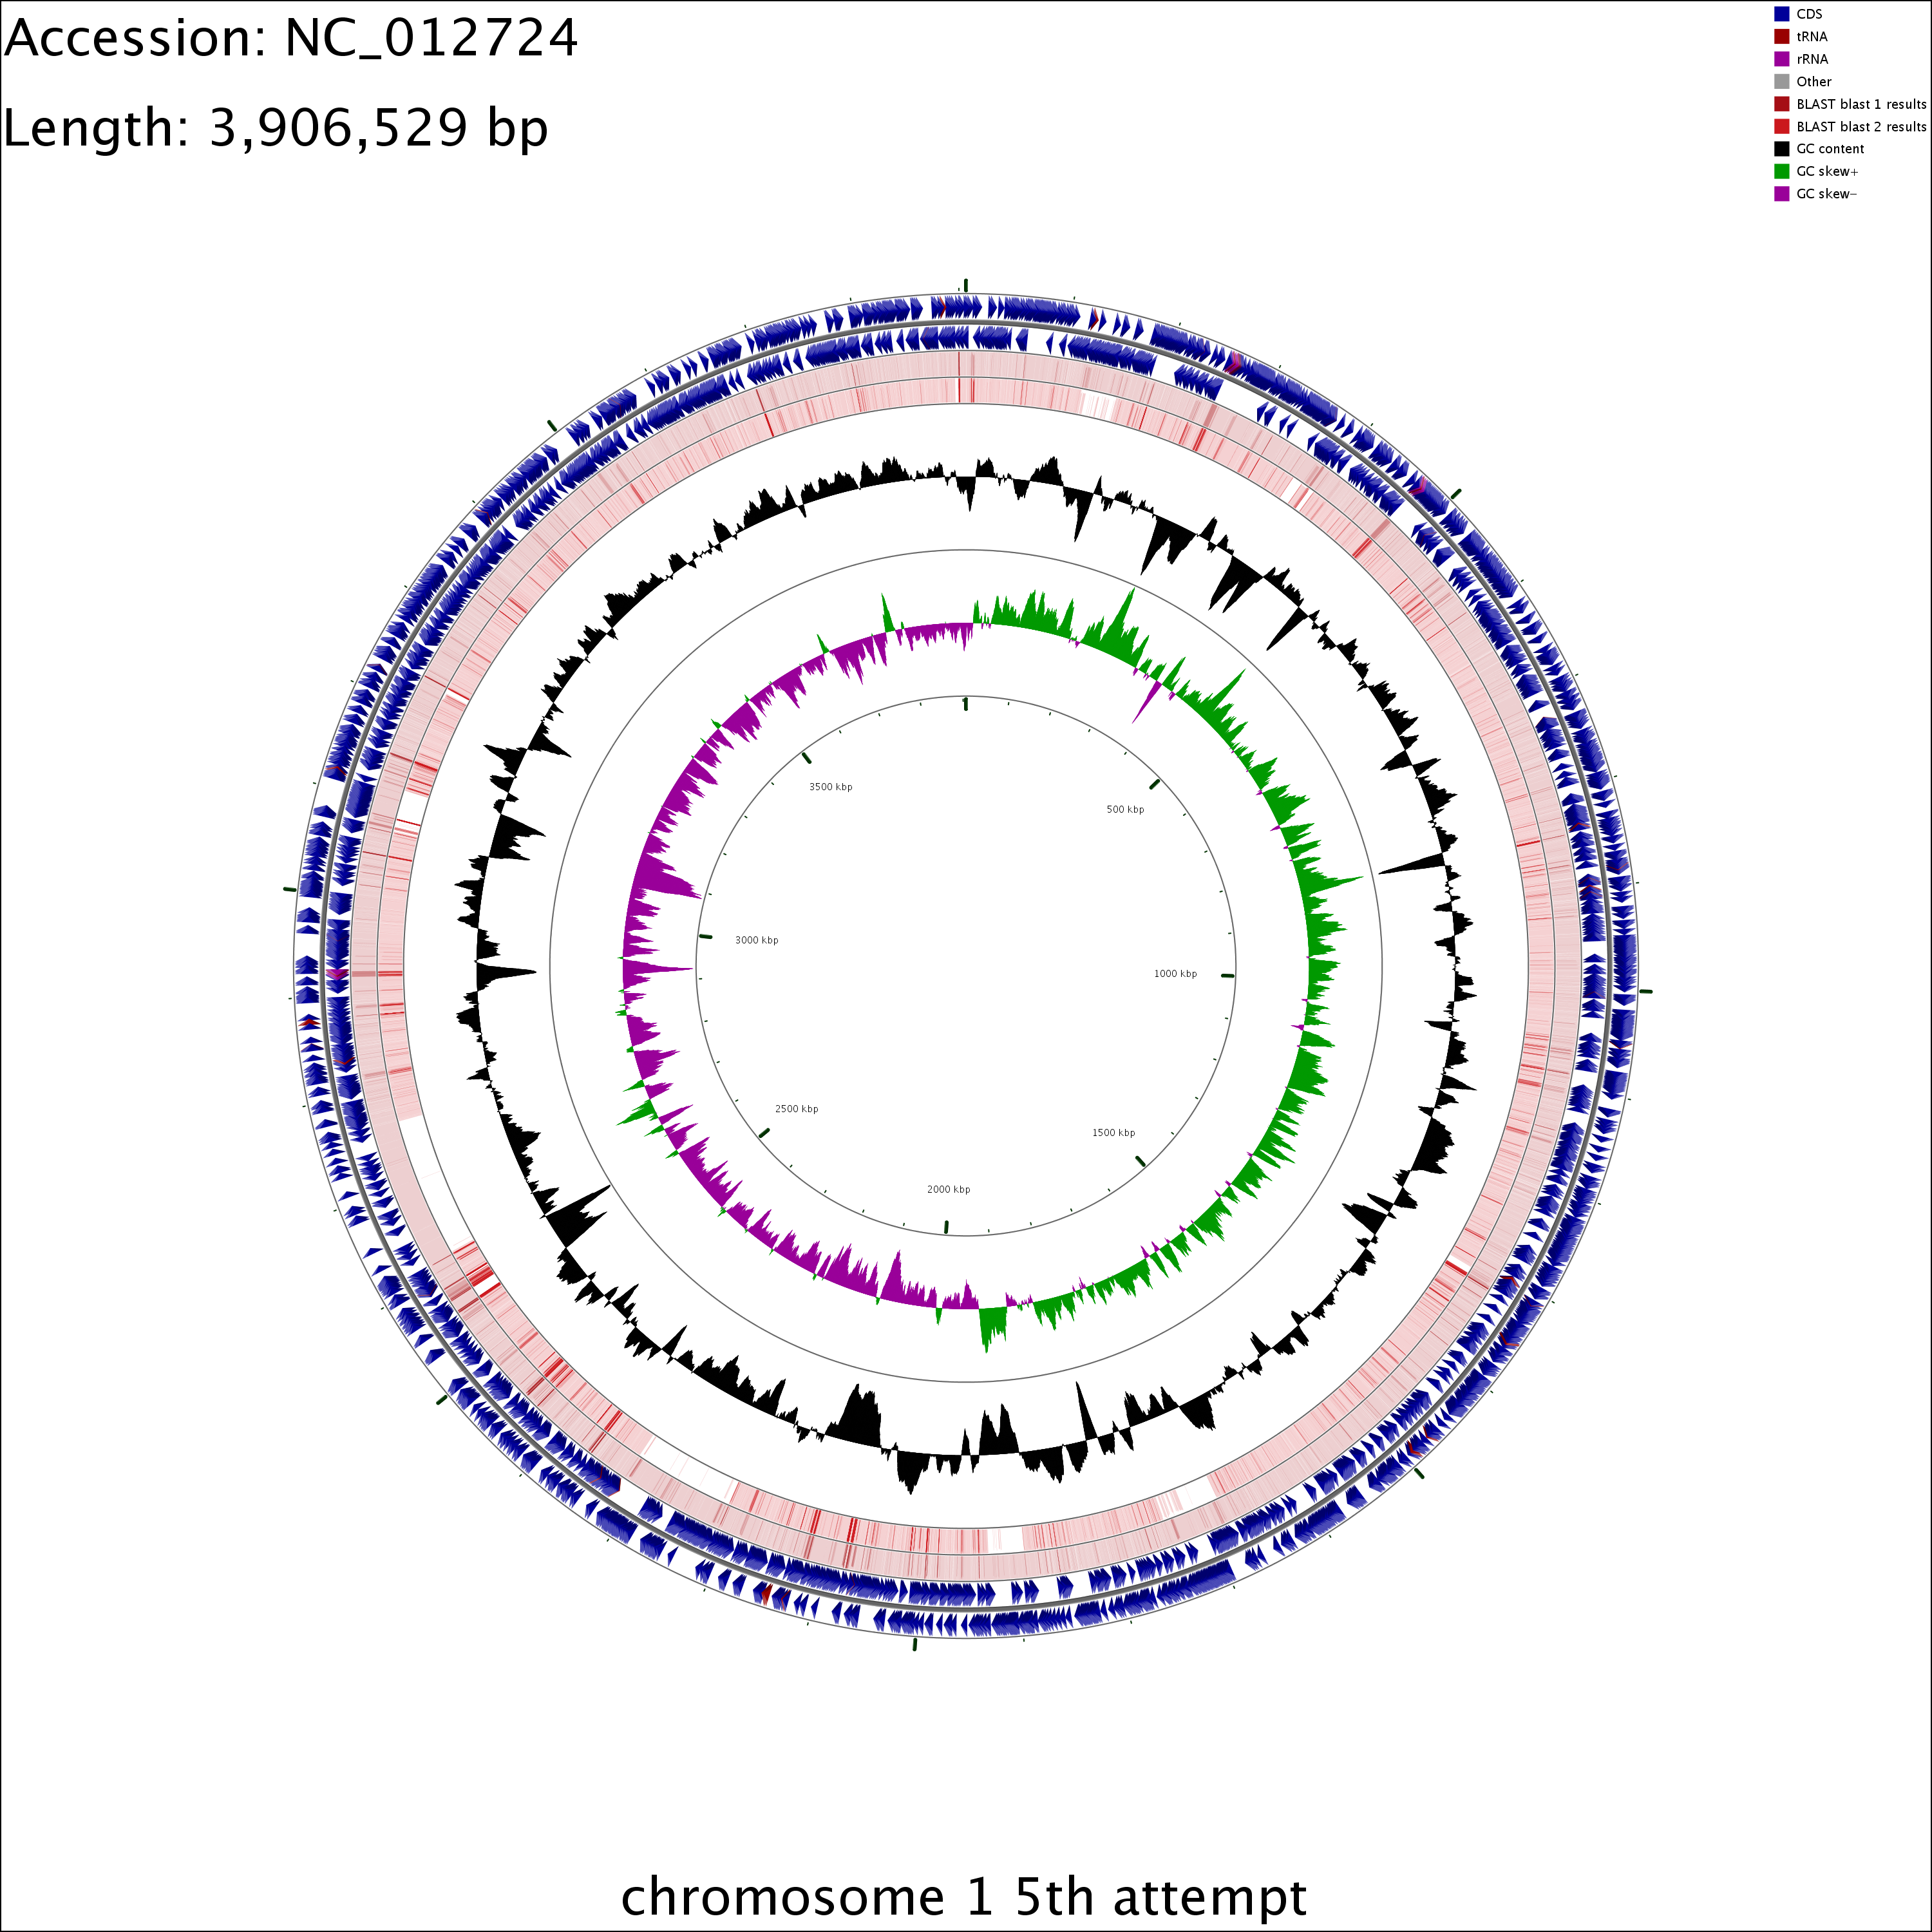 Accession: NC_012724
Length: 3,906,529 bp
CDS
tRNA
rRNA
Other
BLAST blast 1 results
BLAST blast 2 results
GC content
GC skew+
GC skew-
3500 kbp
500 kbp
3000 kbp
1000 kbp
2500 kbp
1500 kbp
2000 kbp
chromosome 1 5th attempt